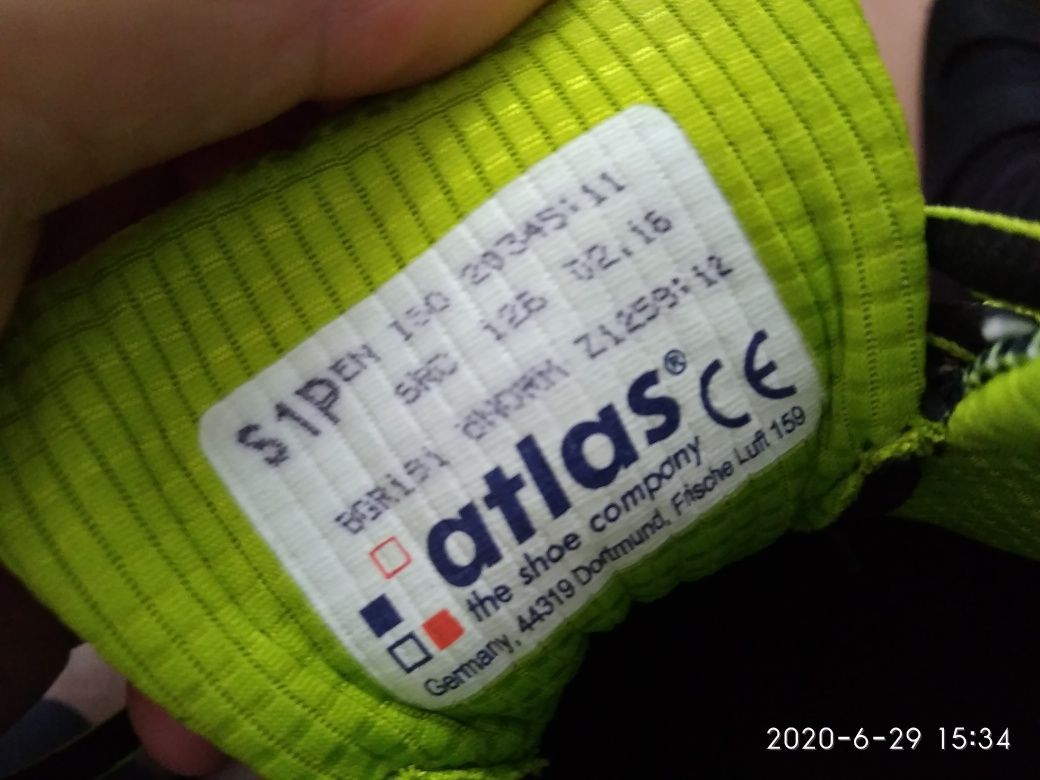 S1P EN ISO 20345:11
SRC 126 02.16
BGR191 ÖNORM Z1259:12
atlas® CE
the shoe company
Germany, 44319 Dortmund, Frische Luft 159
2020-6-29 15:34